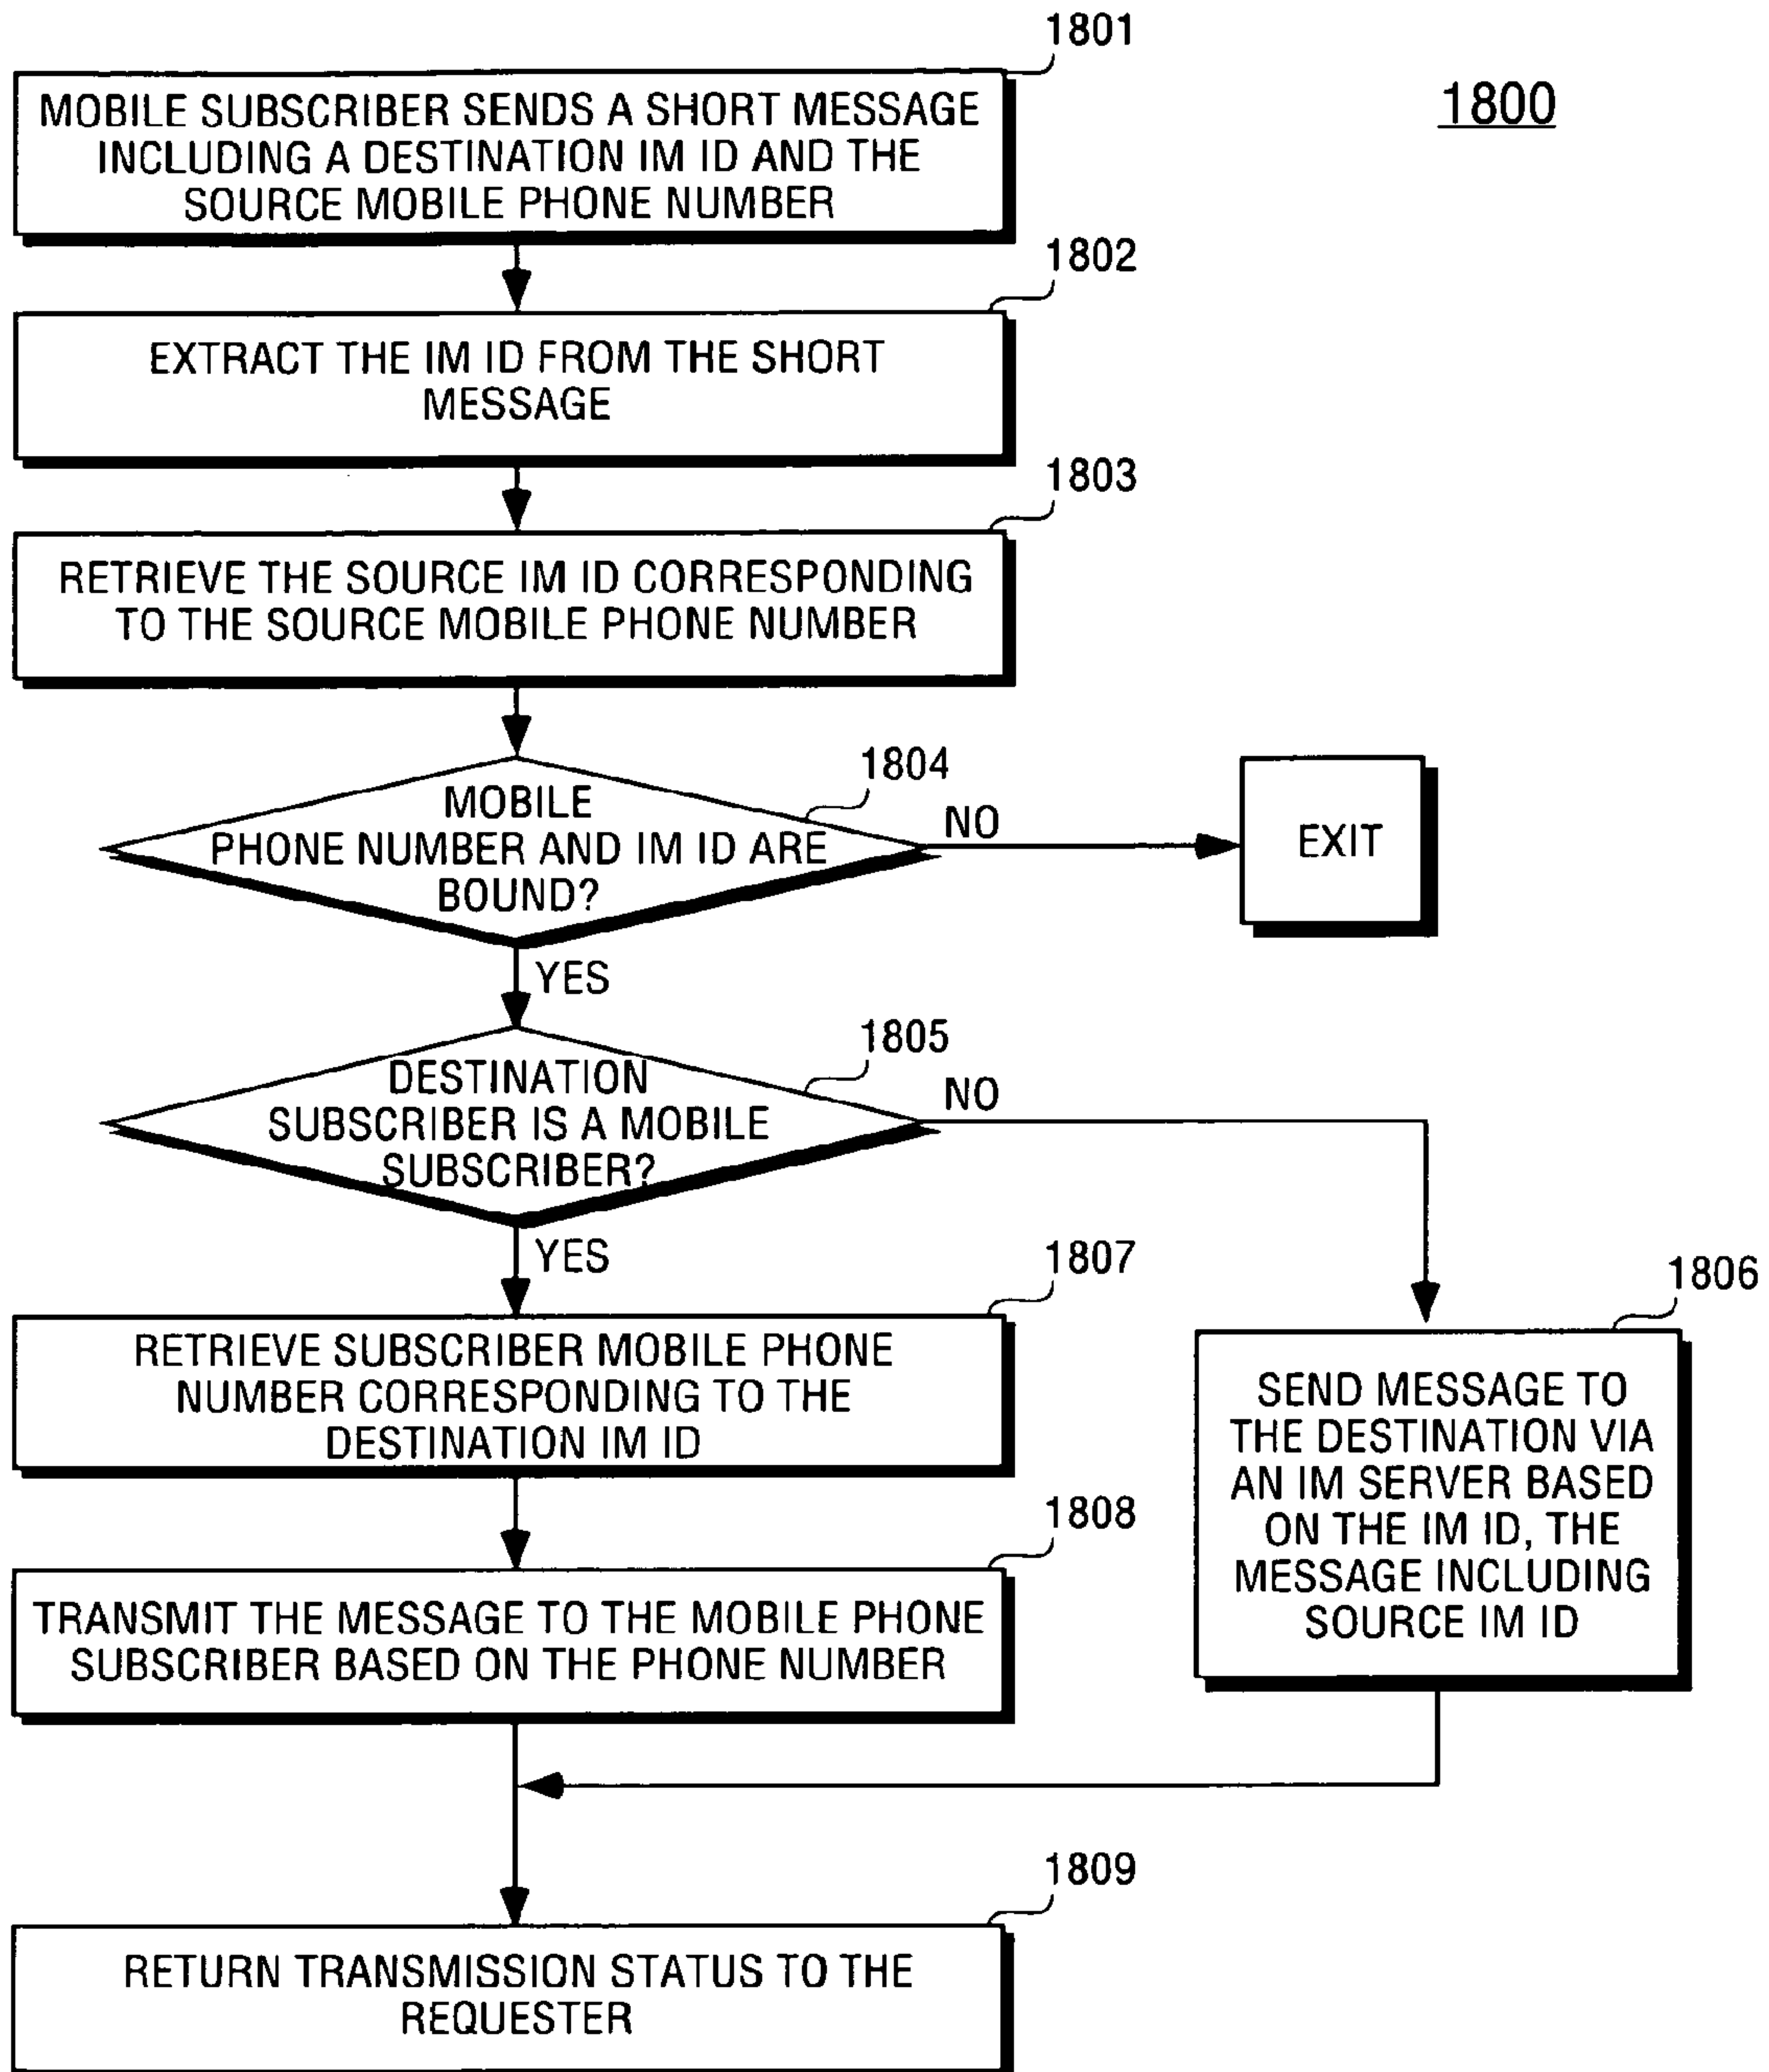 1801
1800
MOBILE SUBSCRIBER SENDS A SHORT MESSAGE
INCLUDING A DESTINATION IM ID AND THE
SOURCE MOBILE PHONE NUMBER
1802
EXTRACT THE IM ID FROM THE SHORT
MESSAGE
1803
RETRIEVE THE SOURCE IM ID CORRESPONDING
TO THE SOURCE MOBILE PHONE NUMBER
1804
MOBILE
PHONE NUMBER AND IM ID ARE
BOUND?
NO
EXIT
YES
1805
DESTINATION
SUBSCRIBER IS A MOBILE
SUBSCRIBER?
NO
YES
1807
RETRIEVE SUBSCRIBER MOBILE PHONE
NUMBER CORRESPONDING TO THE
DESTINATION IM ID
1806
SEND MESSAGE TO
THE DESTINATION VIA
AN IM SERVER BASED
ON THE IM ID, THE
MESSAGE INCLUDING
SOURCE IM ID
1808
TRANSMIT THE MESSAGE TO THE MOBILE PHONE
SUBSCRIBER BASED ON THE PHONE NUMBER
1809
RETURN TRANSMISSION STATUS TO THE
REQUESTER